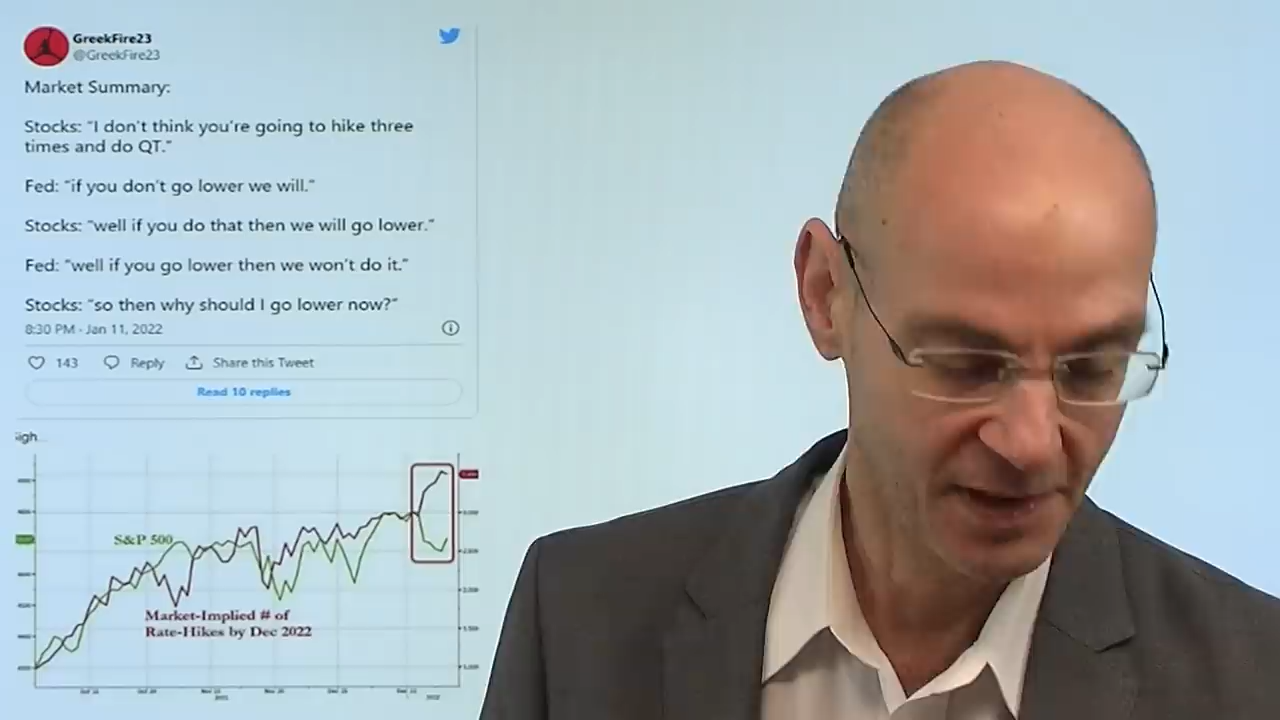 GreekFire23
@GreekFire23
Market Summary:
Stocks: "I don't think you're going to hike three
times and do QT."
Fed: "if you don't go lower we will."
Stocks: "well if you do that then we will go lower."
Fed: "well if you go lower then we won't do it."
Stocks: "so then why should I go lower now?"
8:30 PM · Jan 11, 2022
143 Reply Share this Tweet
Read 10 replies
S&P 500
Market-Implied # of
Rate-Hikes by Dec 2022